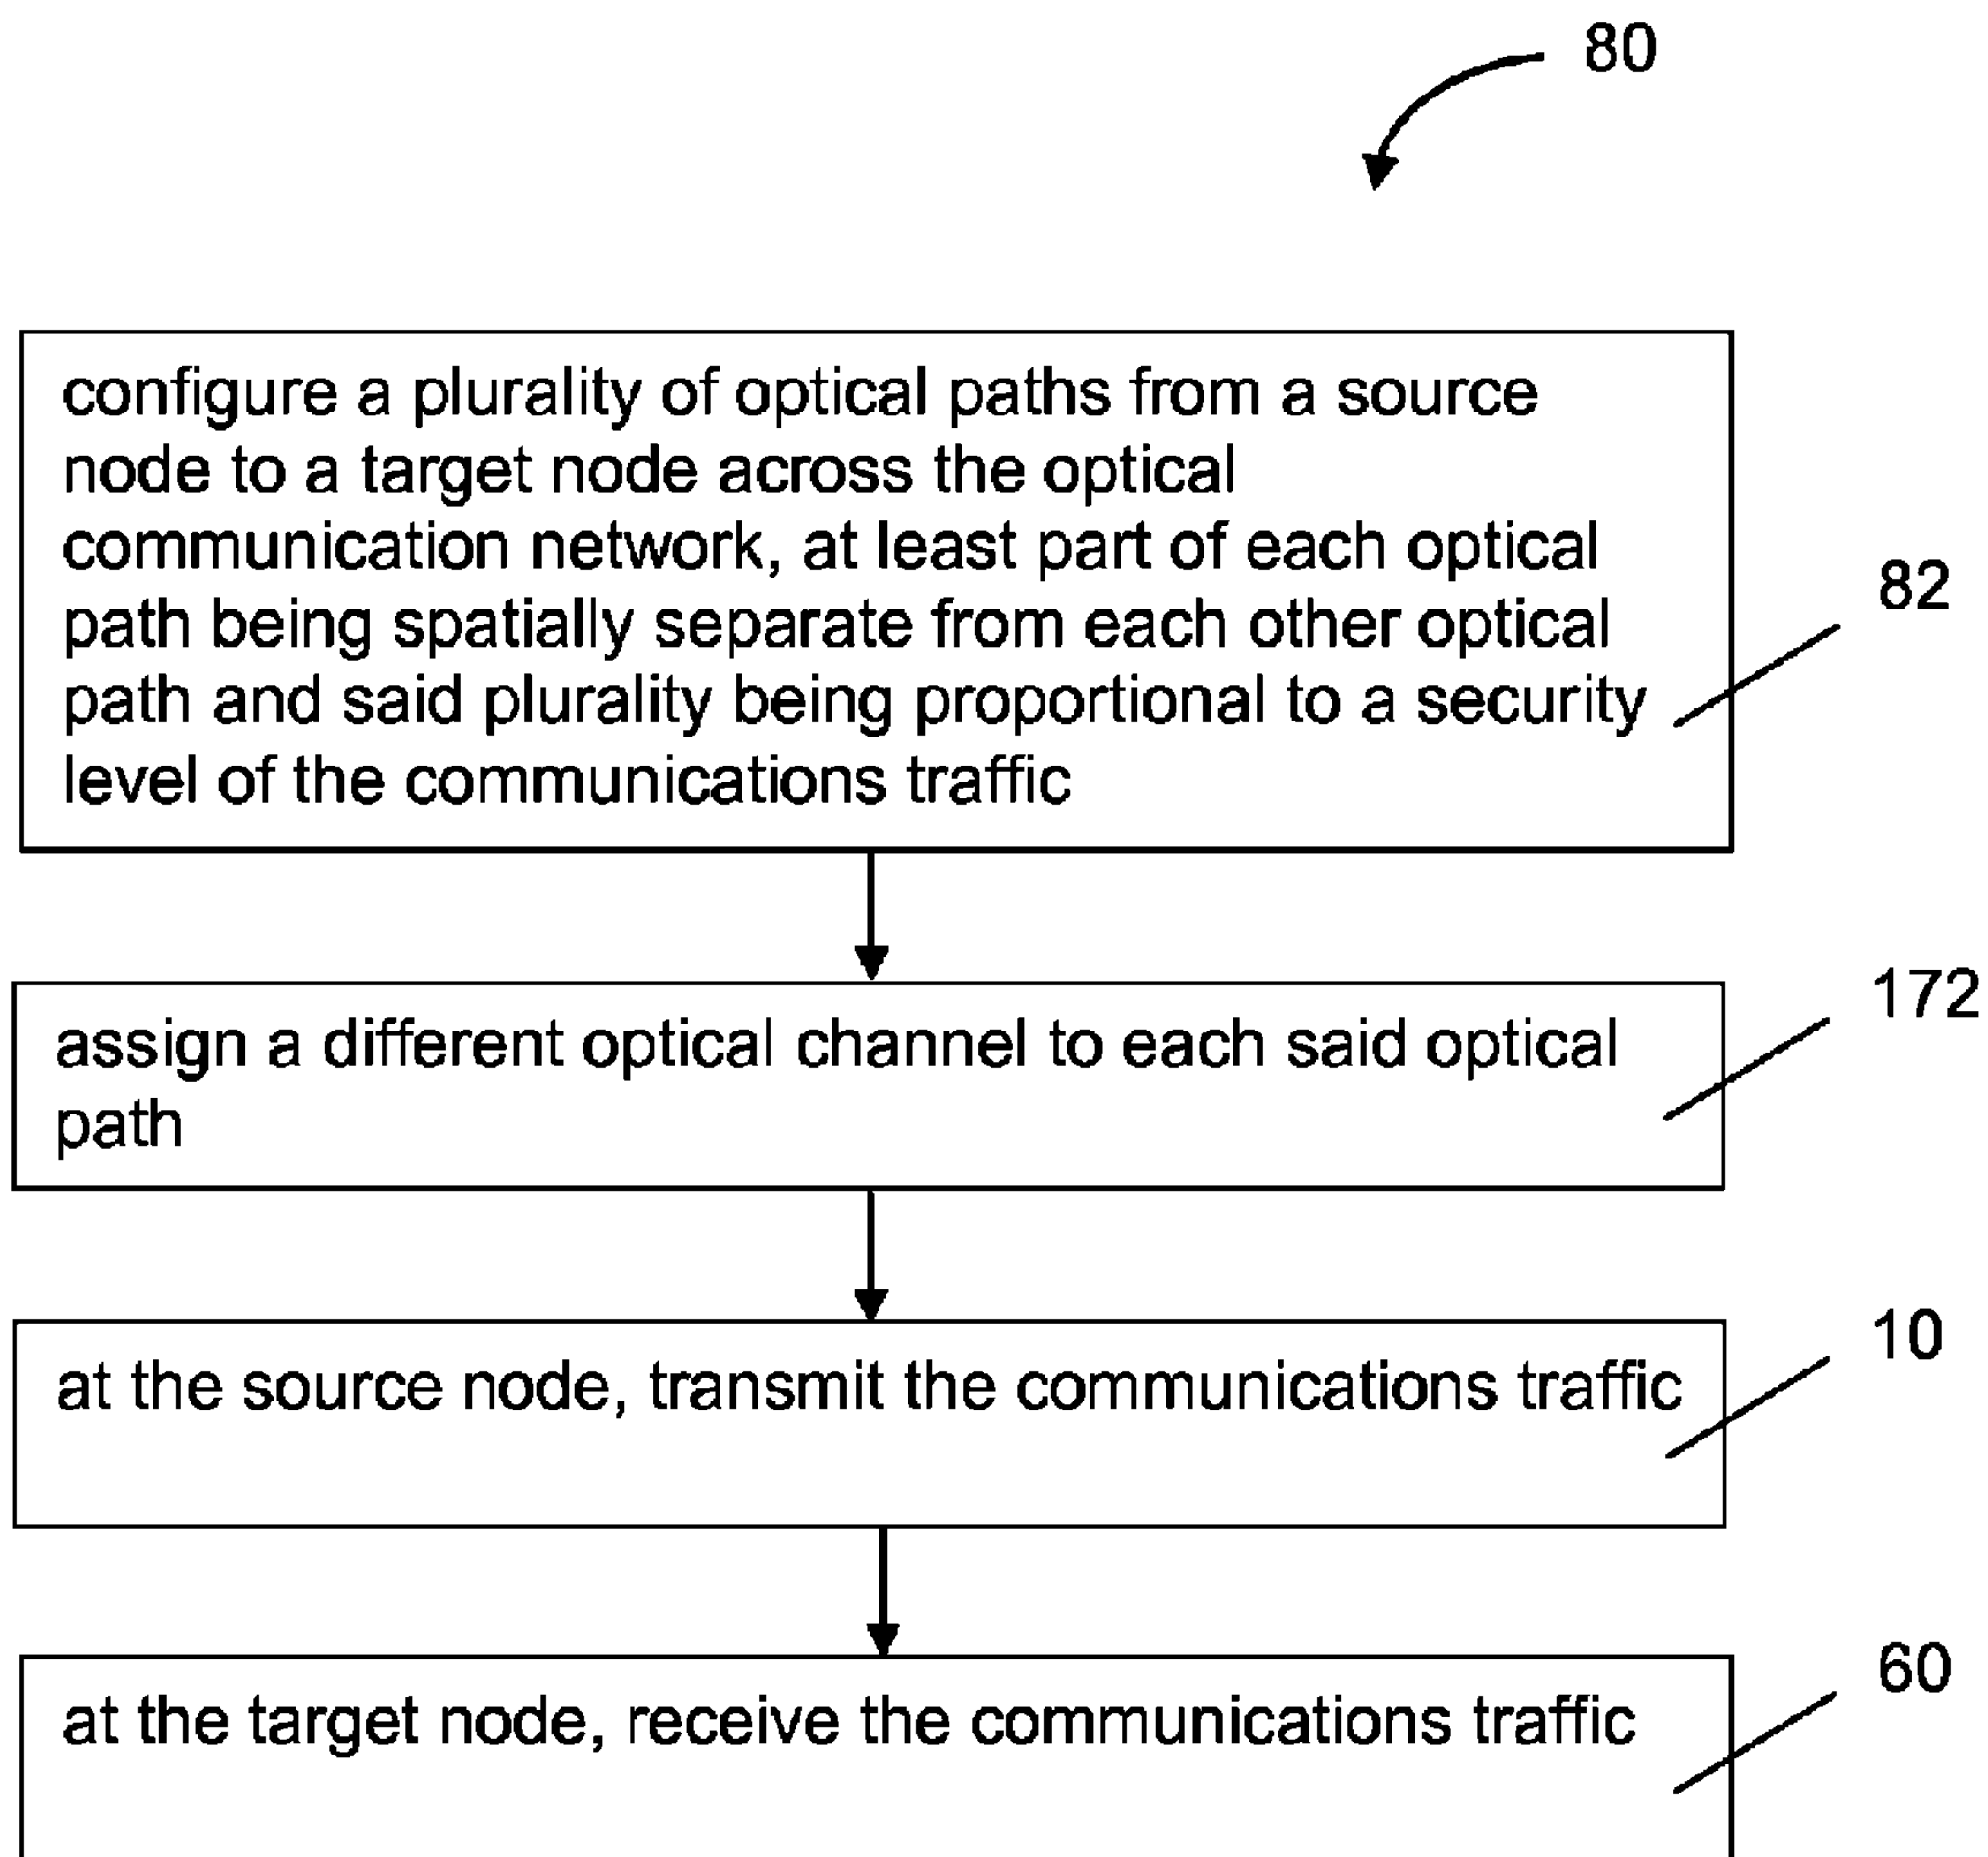 80
configure a plurality of optical paths from a source
node to a target node across the optical
communication network, at least part of each optical
path being spatially separate from each other optical
path and said plurality being proportional to a security
level of the communications traffic
82
assign a different optical channel to each said optical
path
172
at the source node, transmit the communications traffic
10
at the target node, receive the communications traffic
60